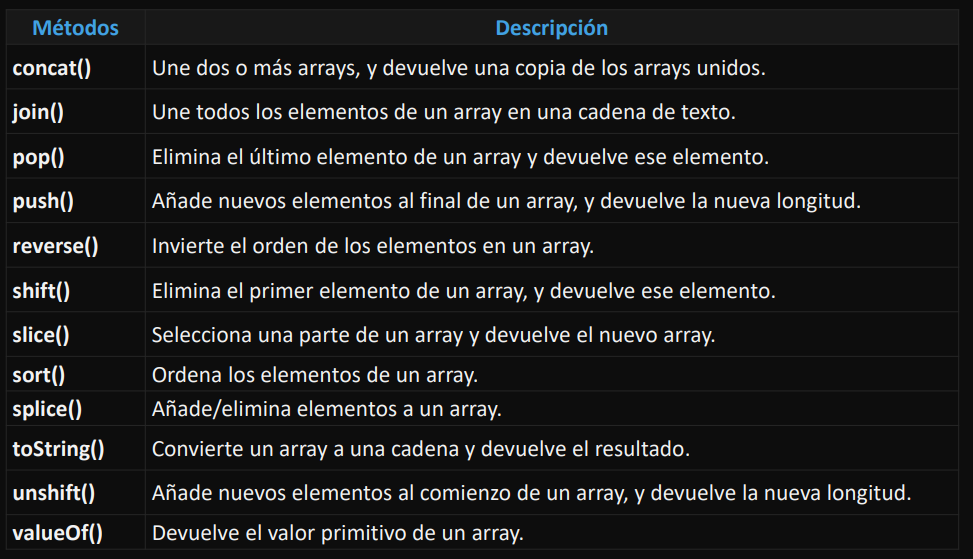 Métodos Descripción
concat() Une dos o más arrays, y devuelve una copia de los arrays unidos.
join() Une todos los elementos de un array en una cadena de texto.
pop() Elimina el último elemento de un array y devuelve ese elemento.
push() Añade nuevos elementos al final de un array, y devuelve la nueva longitud.
reverse() Invierte el orden de los elementos en un array.
shift() Elimina el primer elemento de un array, y devuelve ese elemento.
slice() Selecciona una parte de un array y devuelve el nuevo array.
sort() Ordena los elementos de un array.
splice() Añade/elimina elementos a un array.
toString() Convierte un array a una cadena y devuelve el resultado.
unshift() Añade nuevos elementos al comienzo de un array, y devuelve la nueva longitud.
valueOf() Devuelve el valor primitivo de un array.